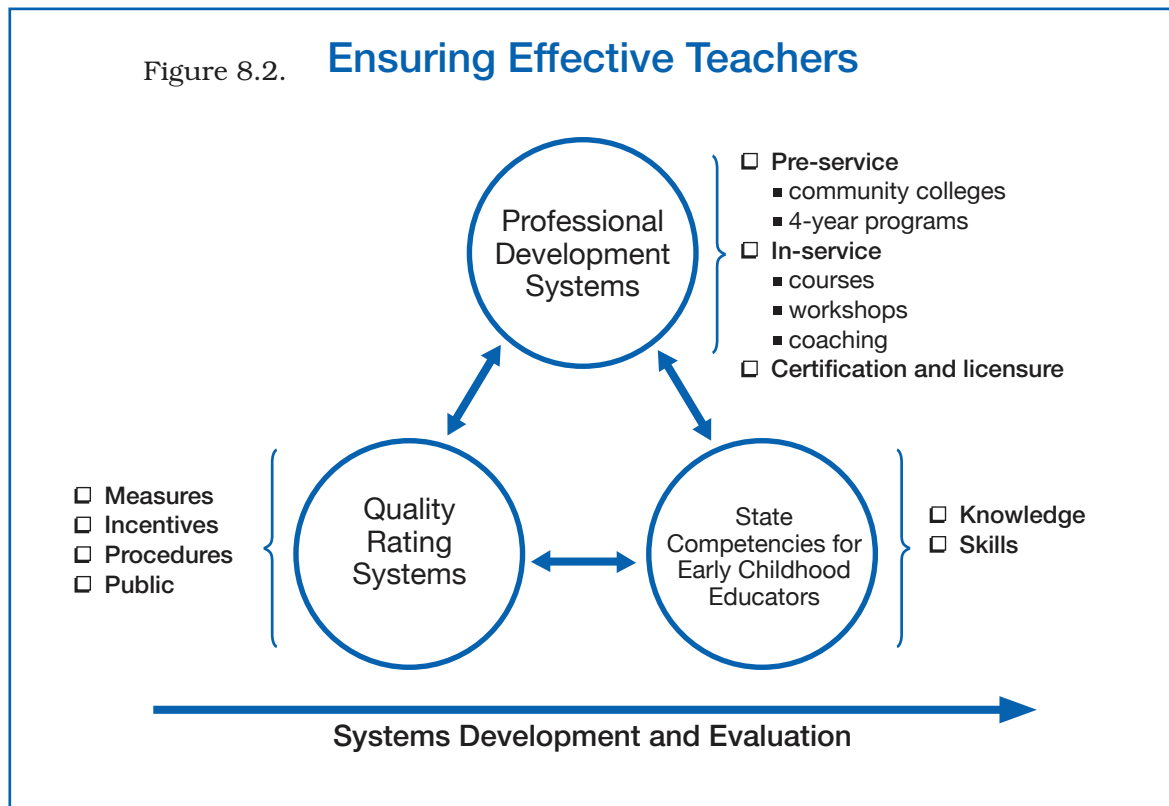 Figure 8.2.
Ensuring Effective Teachers
Professional
Development
Systems
❏ Pre-service
▪ community colleges
▪ 4-year programs
❏ In-service
▪ courses
▪ workshops
▪ coaching
❏ Certification and licensure
❏ Measures
❏ Incentives
❏ Procedures
❏ Public
Quality
Rating
Systems
State
Competencies for
Early Childhood
Educators
❏ Knowledge
❏ Skills
Systems Development and Evaluation